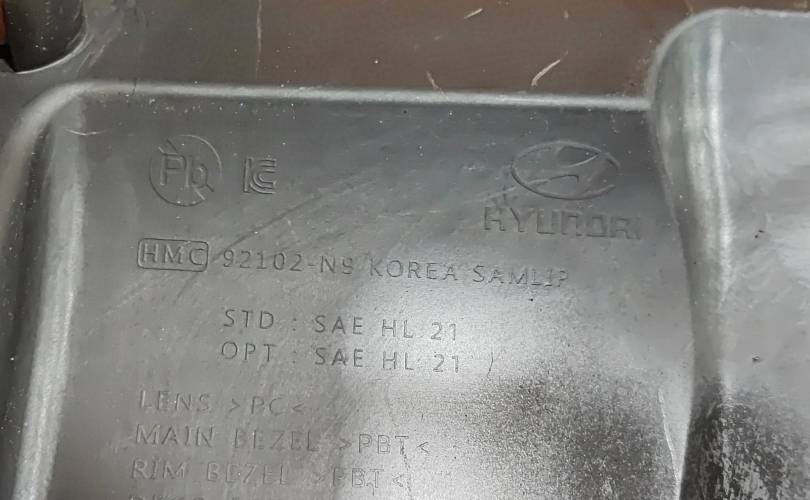 Pb KC
HYUNDAI
HMC 92102-N9 KOREA SAMLIP
STD : SAE HL 21
OPT : SAE HL 21
LENS >PC<
MAIN BEZEL >PBT<
RIM BEZEL >PBT<